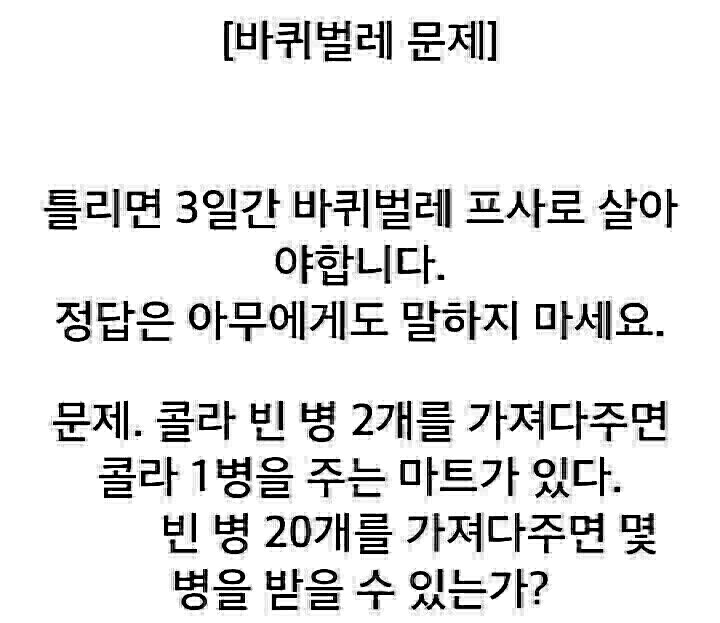 [바퀴벌레 문제]
틀리면 3일간 바퀴벌레 프사로 살아
야합니다.
정답은 아무에게도 말하지 마세요.
문제. 콜라 빈 병 2개를 가져다주면
콜라 1병을 주는 마트가 있다.
빈 병 20개를 가져다주면 몇
병을 받을 수 있는가?